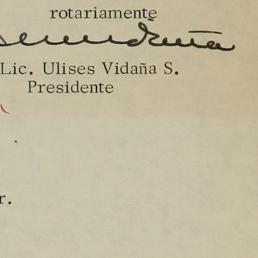 rotariamente
Lic. Ulises Vidaña S.
Presidente
r.